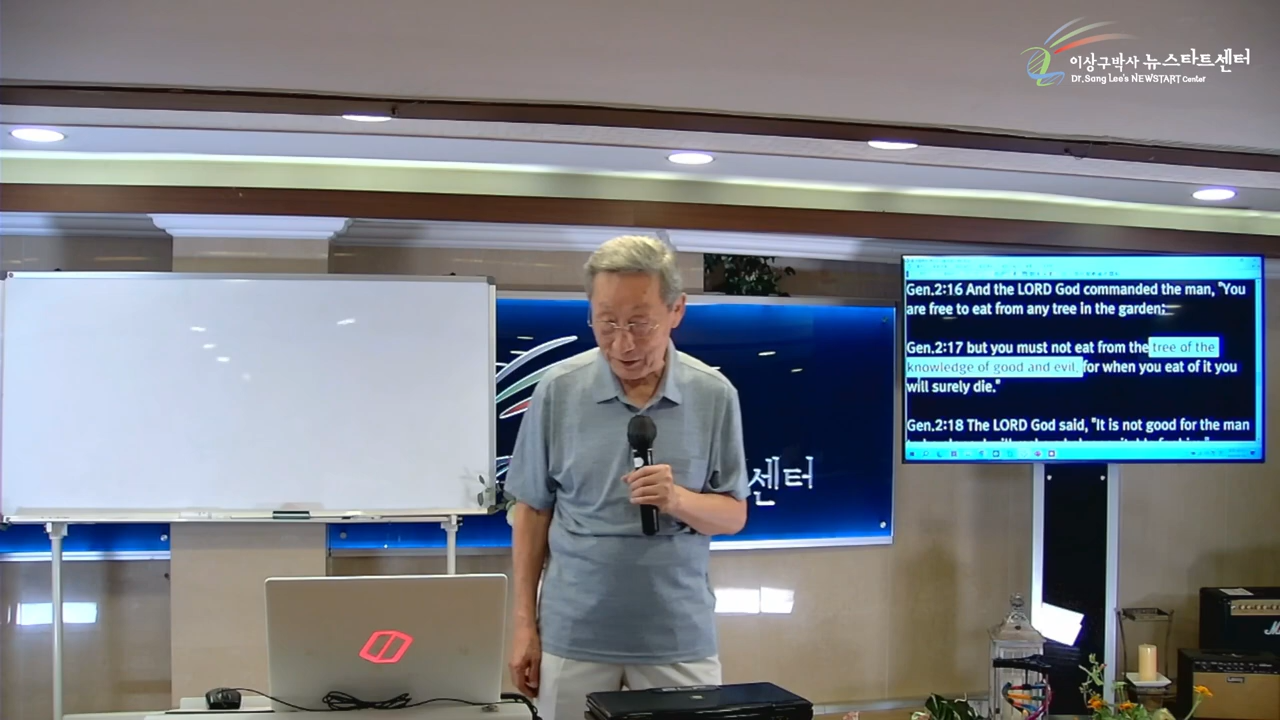 이상구박사 뉴스타트센터
Dr. Sang Lee's NEWSTART Center
Gen.2:16 And the LORD God commanded the man, "You
are free to eat from any tree in the garden;
Gen.2:17 but you must not eat from the tree of the
knowledge of good and evil, for when you eat of it you
will surely die."
Gen.2:18 The LORD God said, "It is not good for the man
센터